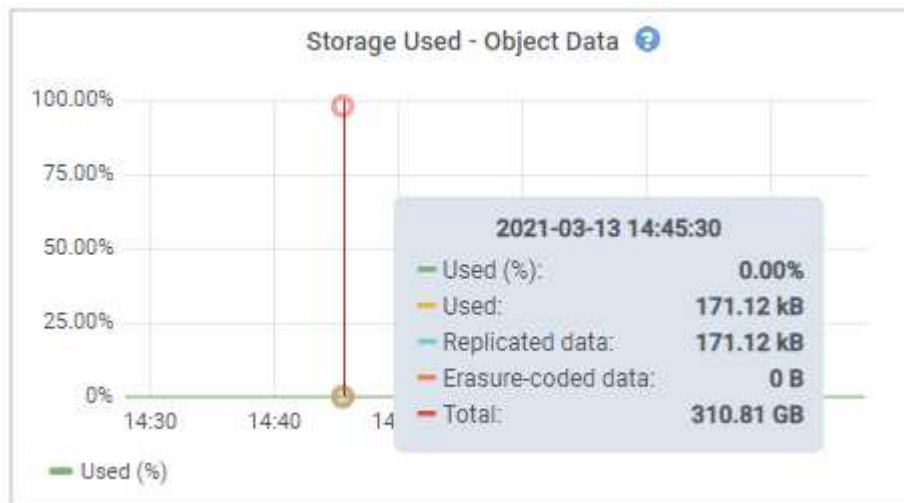 Storage Used - Object Data ?
100.00%
75.00%
50.00%
25.00%
0%
14:30 14:40 14
2021-03-13 14:45:30
Used (%): 0.00%
Used: 171.12 kB
Replicated data: 171.12 kB
Erasure-coded data: 0 B
Total: 310.81 GB
Used (%)